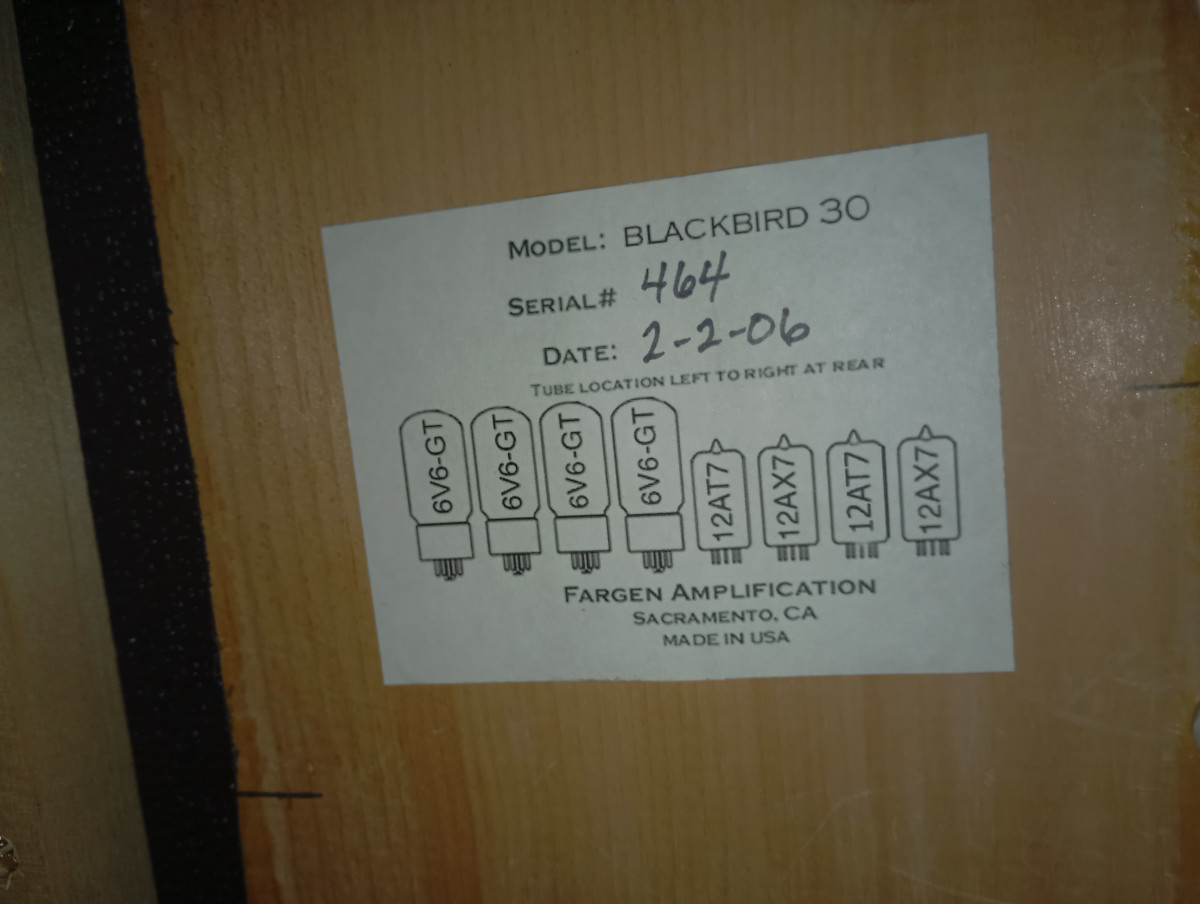 MODEL: BLACKBIRD 30
SERIAL# 464
DATE: 2-2-06
TUBE LOCATION LEFT TO RIGHT AT REAR
6V6-GT 6V6-GT 6V6-GT 6V6-GT 12AT7 12AX7 12AT7 12AX7
FARGEN AMPLIFICATION
SACRAMENTO, CA
MADE IN USA